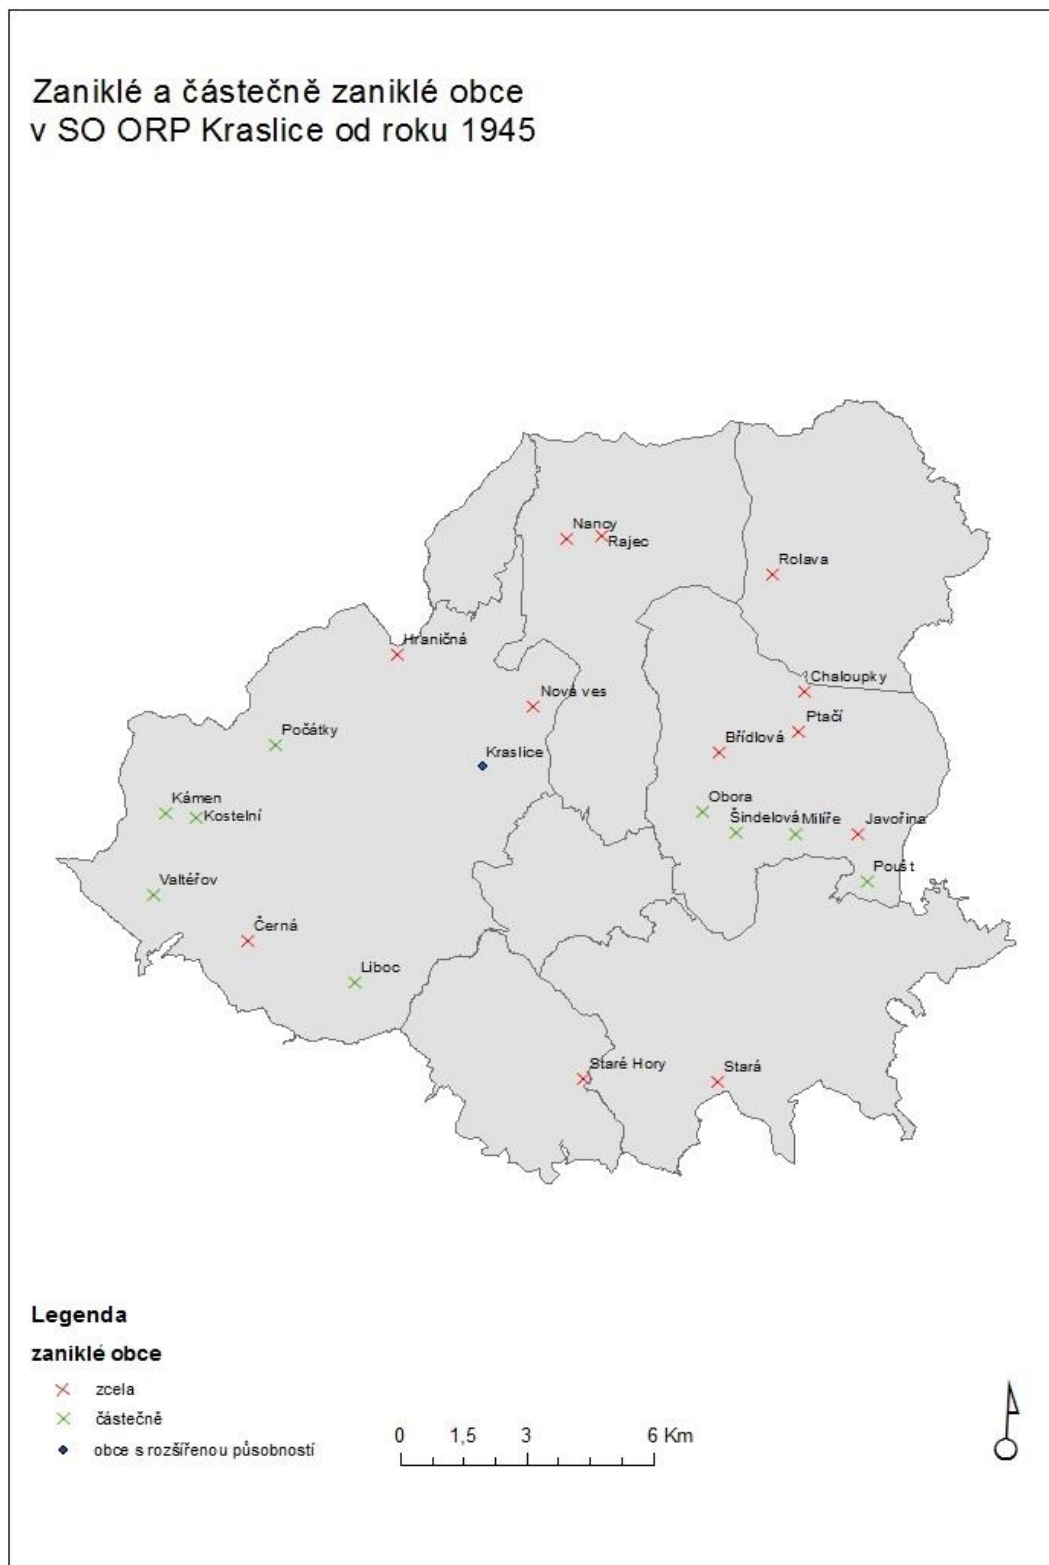 Zaniklé a částečně zaniklé obce
v SO ORP Kraslice od roku 1945
Nancy
Rajec
Rolava
Hraničná
Chaloupky
Nová ves
Ptačí
Počátky
Břídlová
Kraslice
Obora
Kámen
Kostelní
Šindelová
Milíře
Javořina
Poušt
Valtéřov
Černá
Liboc
Staré Hory
Stará
Legenda
zaniklé obce
zcela
částečně
obce s rozšířenou působností
0 1,5 3 6 Km